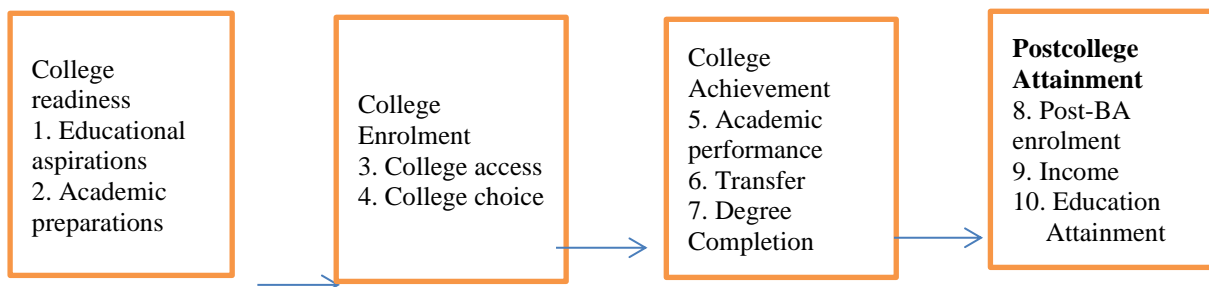 College
readiness
1. Educational
aspirations
2. Academic
preparations
College
Enrolment
3. College access
4. College choice
College
Achievement
5. Academic
performance
6. Transfer
7. Degree
Completion
Postcollege
Attainment
8. Post-BA
enrolment
9. Income
10. Education
Attainment